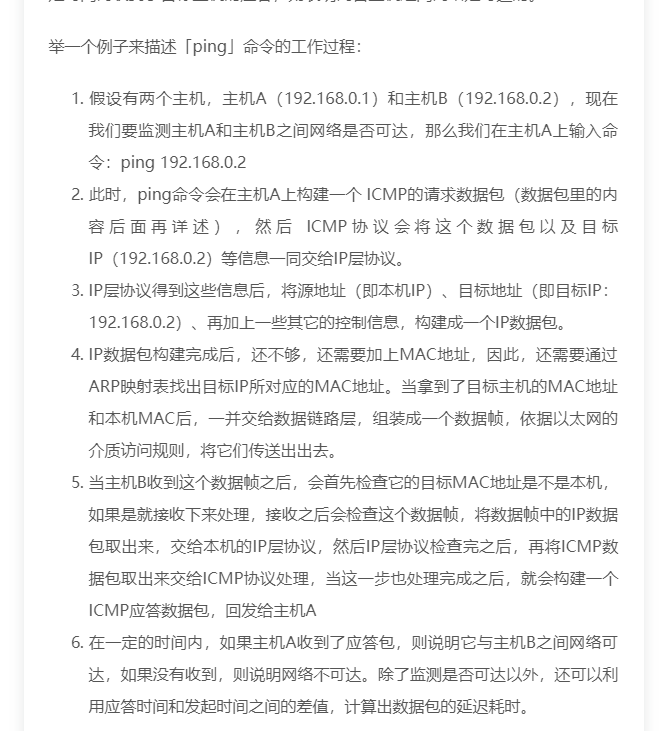 举一个例子来描述「ping」命令的工作过程：
1. 假设有两个主机，主机A（192.168.0.1）和主机B（192.168.0.2），现在
我们要监测主机A和主机B之间网络是否可达，那么我们在主机A上输入命
令：ping 192.168.0.2
2. 此时，ping命令会在主机A上构建一个 ICMP的请求数据包（数据包里的内
容后面再详述），然后 ICMP协议会将这个数据包以及目标
IP（192.168.0.2）等信息一同交给IP层协议。
3. IP层协议得到这些信息后，将源地址（即本机IP）、目标地址（即目标IP：
192.168.0.2）、再加上一些其它的控制信息，构建成一个IP数据包。
4. IP数据包构建完成后，还不够，还需要加上MAC地址，因此，还需要通过
ARP映射表找出目标IP所对应的MAC地址。当拿到了目标主机的MAC地址
和本机MAC后，一并交给数据链路层，组装成一个数据帧，依据以太网的
介质访问规则，将它们传送出出去。
5. 当主机B收到这个数据帧之后，会首先检查它的目标MAC地址是不是本机，
如果是就接收下来处理，接收之后会检查这个数据帧，将数据帧中的IP数据
包取出来，交给本机的IP层协议，然后IP层协议检查完之后，再将ICMP数
据包取出来交给ICMP协议处理，当这一步也处理完成之后，就会构建一个
ICMP应答数据包，回发给主机A
6. 在一定的时间内，如果主机A收到了应答包，则说明它与主机B之间网络可
达，如果没有收到，则说明网络不可达。除了监测是否可达以外，还可以利
用应答时间和发起时间之间的差值，计算出数据包的延迟耗时。